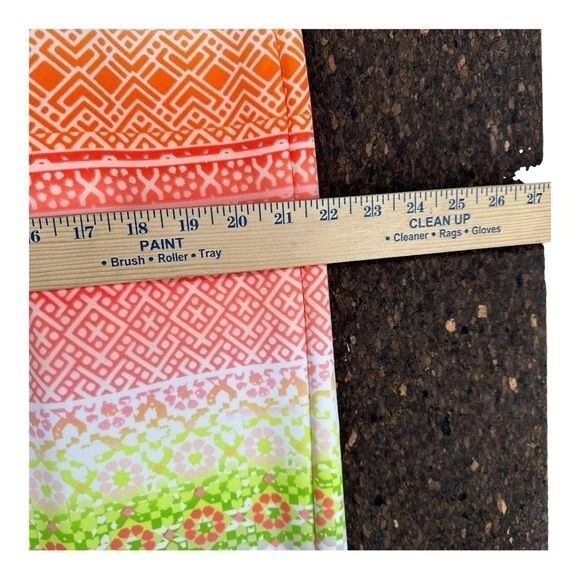 6 17 18 19 20 21 22 23 24 25 26 27
PAINT
• Brush • Roller • Tray
CLEAN UP
• Cleaner • Rags • Gloves